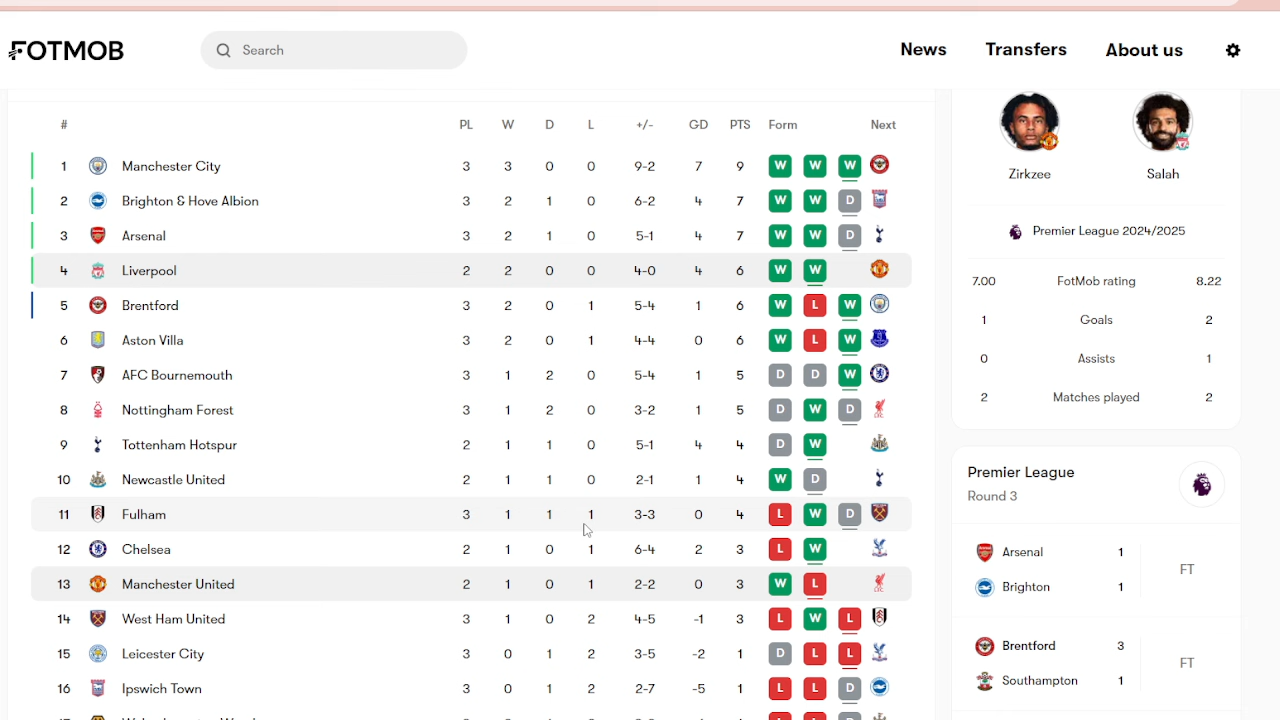 FOTMOB Search News Transfers About us
# PL W D L +/- GD PTS Form Next
1 Manchester City 3 3 0 0 9-2 7 9 W W W
2 Brighton & Hove Albion 3 2 1 0 6-2 4 7 W W D
3 Arsenal 3 2 1 0 5-1 4 7 W W D
4 Liverpool 2 2 0 0 4-0 4 6 W W
5 Brentford 3 2 0 1 5-4 1 6 W L W
6 Aston Villa 3 2 0 1 4-4 0 6 W L W
7 AFC Bournemouth 3 1 2 0 5-4 1 5 D D W
8 Nottingham Forest 3 1 2 0 3-2 1 5 D W D
9 Tottenham Hotspur 2 1 1 0 5-1 4 4 D W
10 Newcastle United 2 1 1 0 2-1 1 4 W D
11 Fulham 3 1 1 1 3-3 0 4 L W D
12 Chelsea 2 1 0 1 6-4 2 3 L W
13 Manchester United 2 1 0 1 2-2 0 3 W L
14 West Ham United 3 1 0 2 4-5 -1 3 L W L
15 Leicester City 3 0 1 2 3-5 -2 1 D L L
16 Ipswich Town 3 0 1 2 2-7 -5 1 L L D
Zirkzee Salah
Premier League 2024/2025
7.00 FotMob rating 8.22
1 Goals 2
0 Assists 1
2 Matches played 2
Premier League
Round 3
Arsenal 1
FT
Brighton 1
Brentford 3
FT
Southampton 1